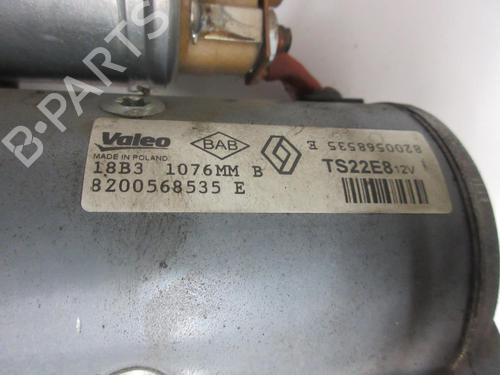 Valeo
BAB
MADE IN POLAND
18B3 1076MM B
8200568535 E
8200568535 E
TS22E8 12V
B-PARTS